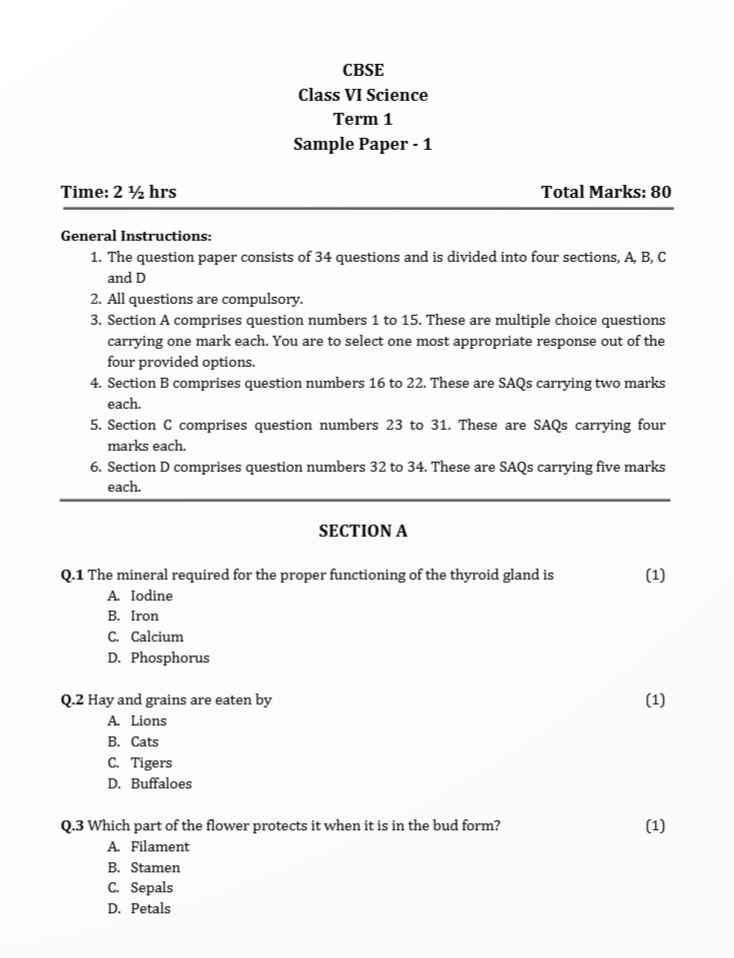 CBSE
Class VI Science
Term 1
Sample Paper - 1
Time: 2 ½ hrs Total Marks: 80
General Instructions:
1. The question paper consists of 34 questions and is divided into four sections, A, B, C
and D
2. All questions are compulsory.
3. Section A comprises question numbers 1 to 15. These are multiple choice questions
carrying one mark each. You are to select one most appropriate response out of the
four provided options.
4. Section B comprises question numbers 16 to 22. These are SAQs carrying two marks
each.
5. Section C comprises question numbers 23 to 31. These are SAQs carrying four
marks each.
6. Section D comprises question numbers 32 to 34. These are SAQs carrying five marks
each.
SECTION A
Q.1 The mineral required for the proper functioning of the thyroid gland is (1)
A. Iodine
B. Iron
C. Calcium
D. Phosphorus
Q.2 Hay and grains are eaten by (1)
A. Lions
B. Cats
C. Tigers
D. Buffaloes
Q.3 Which part of the flower protects it when it is in the bud form? (1)
A. Filament
B. Stamen
C. Sepals
D. Petals